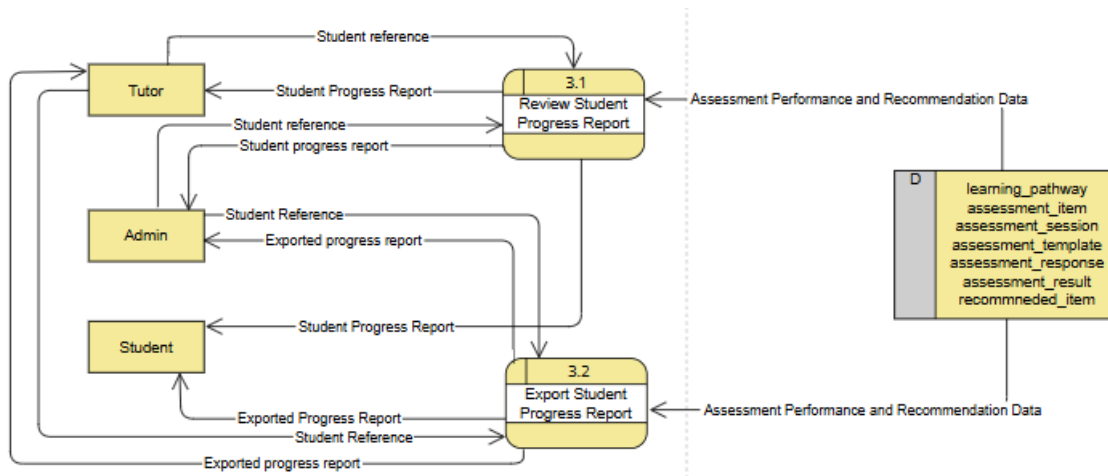 Student reference
3.1
Tutor
Student Progress Report
Review Student
Progress Report
Assessment Performance and Recommendation Data
Student reference
Student progress report
D
learning_pathway
assessment_item
assessment_session
assessment_template
assessment_response
assessment_result
recommneded_item
Student Reference
Admin
Exported progress report
Student Progress Report
Student
3.2
Export Student
Progress Report
Assessment Performance and Recommendation Data
Exported Progress Report
Student Reference
Exported progress report